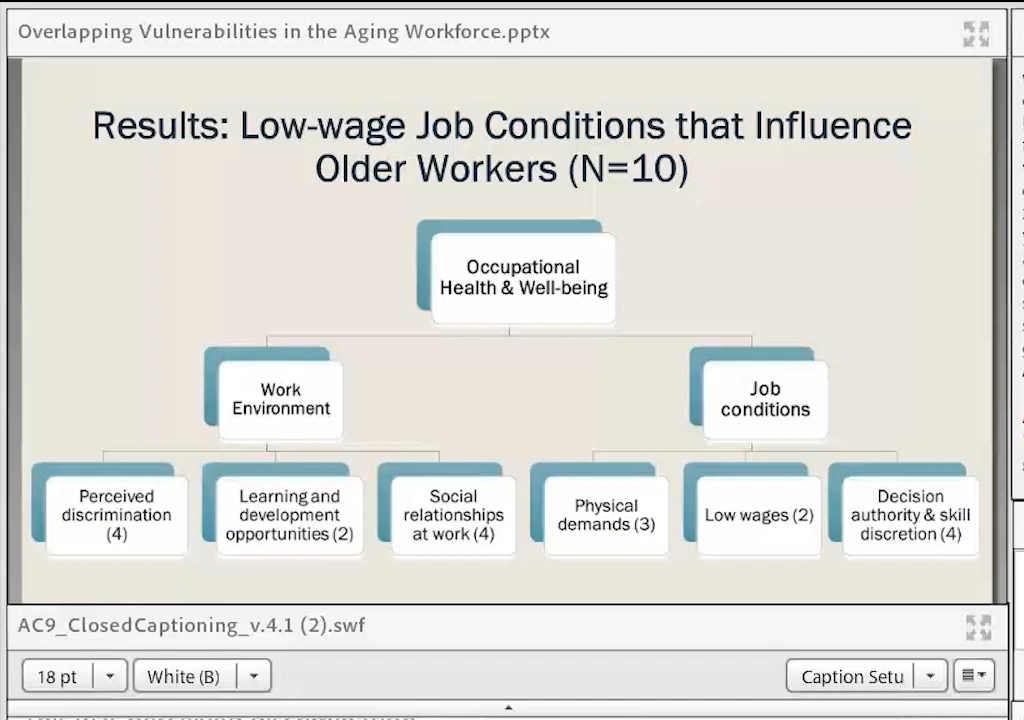 Overlapping Vulnerabilities in the Aging Workforce.pptx
Results: Low-wage Job Conditions that Influence
Older Workers (N=10)
Occupational
Health & Well-being
Work
Environment
Job
conditions
Perceived
discrimination
(4)
Learning and
development
opportunities (2)
Social
relationships
at work (4)
Physical
demands (3)
Low wages (2)
Decision
authority & skill
discretion (4)
AC9_ClosedCaptioning_v.4.1 (2).swf
18 pt
White (B)
Caption Setu